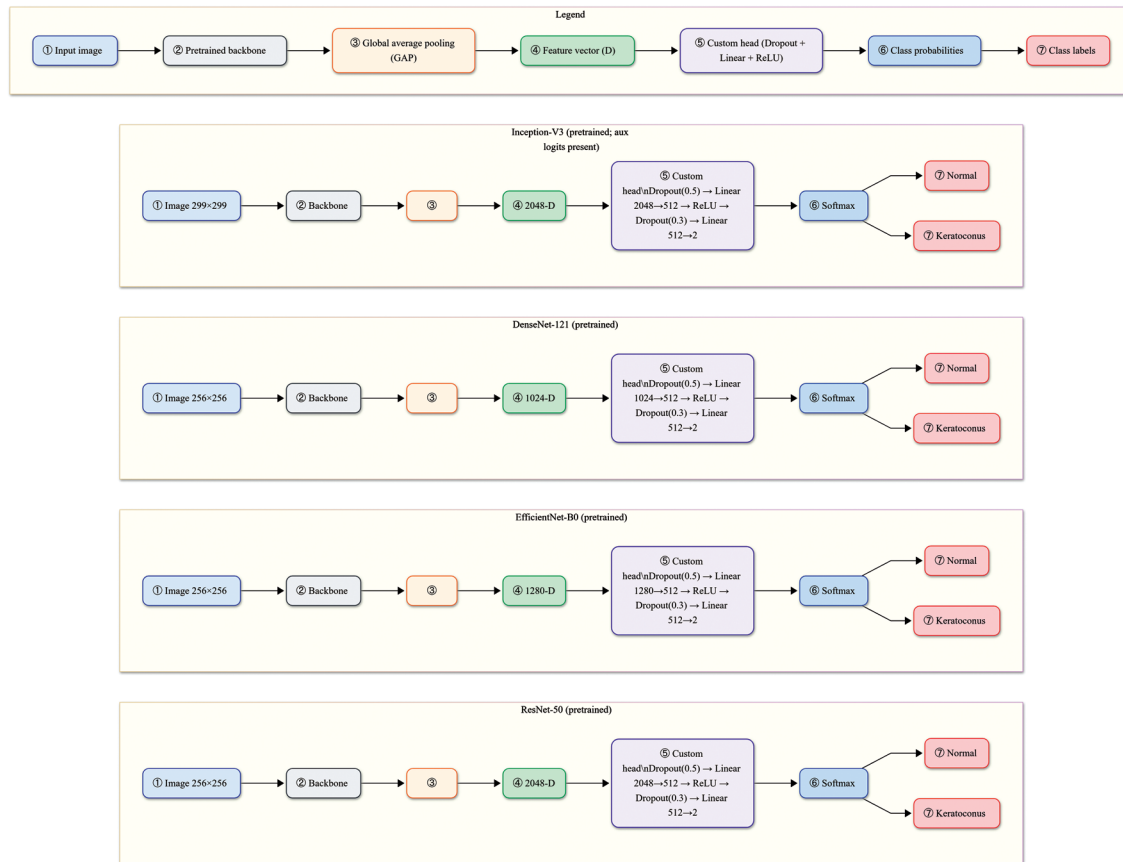 Legend
① Input image
② Pretrained backbone
③ Global average pooling
(GAP)
④ Feature vector (D)
⑤ Custom head (Dropout +
Linear + ReLU)
⑥ Class probabilities
⑦ Class labels
Inception-V3 (pretrained; aux
logits present)
① Image 299×299
② Backbone
③
④ 2048-D
⑤ Custom
head\nDropout(0.5) → Linear
2048→512 → ReLU →
Dropout(0.3) → Linear
512→2
⑥ Softmax
⑦ Normal
⑦ Keratoconus
DenseNet-121 (pretrained)
① Image 256×256
② Backbone
③
④ 1024-D
⑤ Custom
head\nDropout(0.5) → Linear
1024→512 → ReLU →
Dropout(0.3) → Linear
512→2
⑥ Softmax
⑦ Normal
⑦ Keratoconus
EfficientNet-B0 (pretrained)
① Image 256×256
② Backbone
③
④ 1280-D
⑤ Custom
head\nDropout(0.5) → Linear
1280→512 → ReLU →
Dropout(0.3) → Linear
512→2
⑥ Softmax
⑦ Normal
⑦ Keratoconus
ResNet-50 (pretrained)
① Image 256×256
② Backbone
③
④ 2048-D
⑤ Custom
head\nDropout(0.5) → Linear
2048→512 → ReLU →
Dropout(0.3) → Linear
512→2
⑥ Softmax
⑦ Normal
⑦ Keratoconus